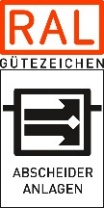 RAL
GÜTEZEICHEN
ABSCHEIDER
ANLAGEN